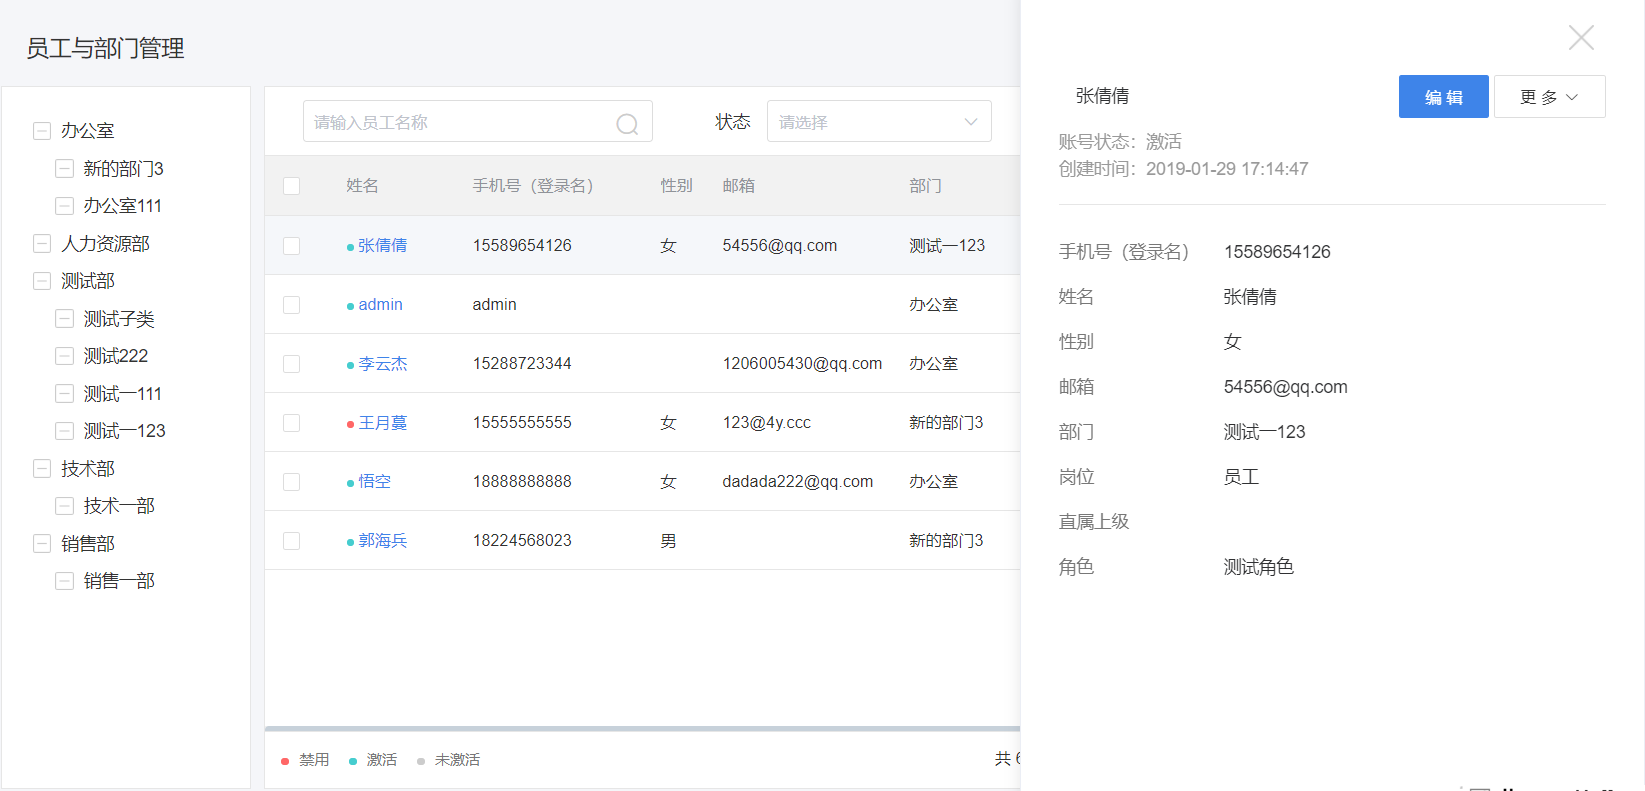 员工与部门管理
办公室
新的部门3
办公室111
人力资源部
测试部
测试子类
测试222
测试一111
测试一123
技术部
技术一部
销售部
销售一部
请输入员工名称 状态 请选择
姓名 手机号（登录名） 性别 邮箱 部门
张倩倩 15589654126 女 54556@qq.com 测试一123
admin admin 办公室
李云杰 15288723344 1206005430@qq.com 办公室
王月蔓 15555555555 女 123@4y.ccc 新的部门3
悟空 18888888888 女 dadada222@qq.com 办公室
郭海兵 18224568023 男 新的部门3
禁用 激活 未激活 共 6
张倩倩 编辑 更多
账号状态：激活
创建时间：2019-01-29 17:14:47
手机号（登录名） 15589654126
姓名 张倩倩
性别 女
邮箱 54556@qq.com
部门 测试一123
岗位 员工
直属上级
角色 测试角色